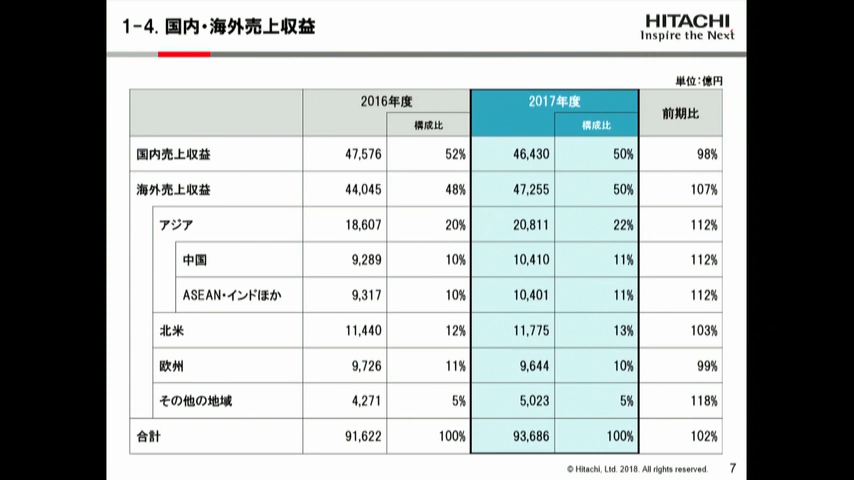 1-4. 国内・海外売上収益
HITACHI
Inspire the Next
単位：億円
2016年度 2017年度 前期比
構成比 構成比
国内売上収益 47,576 52% 46,430 50% 98%
海外売上収益 44,045 48% 47,255 50% 107%
アジア 18,607 20% 20,811 22% 112%
中国 9,289 10% 10,410 11% 112%
ASEAN・インドほか 9,317 10% 10,401 11% 112%
北米 11,440 12% 11,775 13% 103%
欧州 9,726 11% 9,644 10% 99%
その他の地域 4,271 5% 5,023 5% 118%
合計 91,622 100% 93,686 100% 102%
© Hitachi, Ltd. 2018. All rights reserved. 7